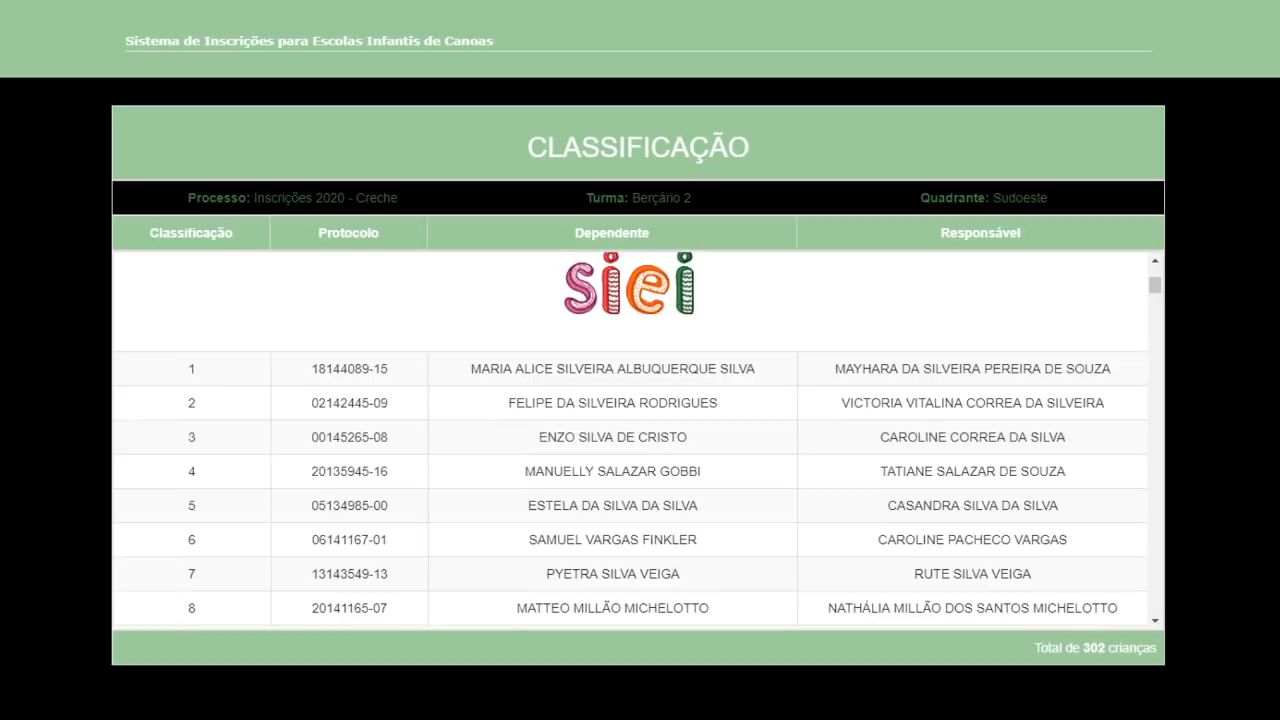 Sistema de Inscrições para Escolas Infantis de Canoas
CLASSIFICAÇÃO
Processo: Inscrições 2020 - Creche Turma: Berçário 2 Quadrante: Sudoeste
Classificação Protocolo Dependente Responsável
siei
1 18144089-15 MARIA ALICE SILVEIRA ALBUQUERQUE SILVA MAYHARA DA SILVEIRA PEREIRA DE SOUZA
2 02142445-09 FELIPE DA SILVEIRA RODRIGUES VICTORIA VITALINA CORREA DA SILVEIRA
3 00145265-08 ENZO SILVA DE CRISTO CAROLINE CORREA DA SILVA
4 20135945-16 MANUELLY SALAZAR GOBBI TATIANE SALAZAR DE SOUZA
5 05134985-00 ESTELA DA SILVA DA SILVA CASANDRA SILVA DA SILVA
6 06141167-01 SAMUEL VARGAS FINKLER CAROLINE PACHECO VARGAS
7 13143549-13 PYETRA SILVA VEIGA RUTE SILVA VEIGA
8 20141165-07 MATTEO MILLÃO MICHELOTTO NATHÁLIA MILLÃO DOS SANTOS MICHELOTTO
Total de 302 crianças